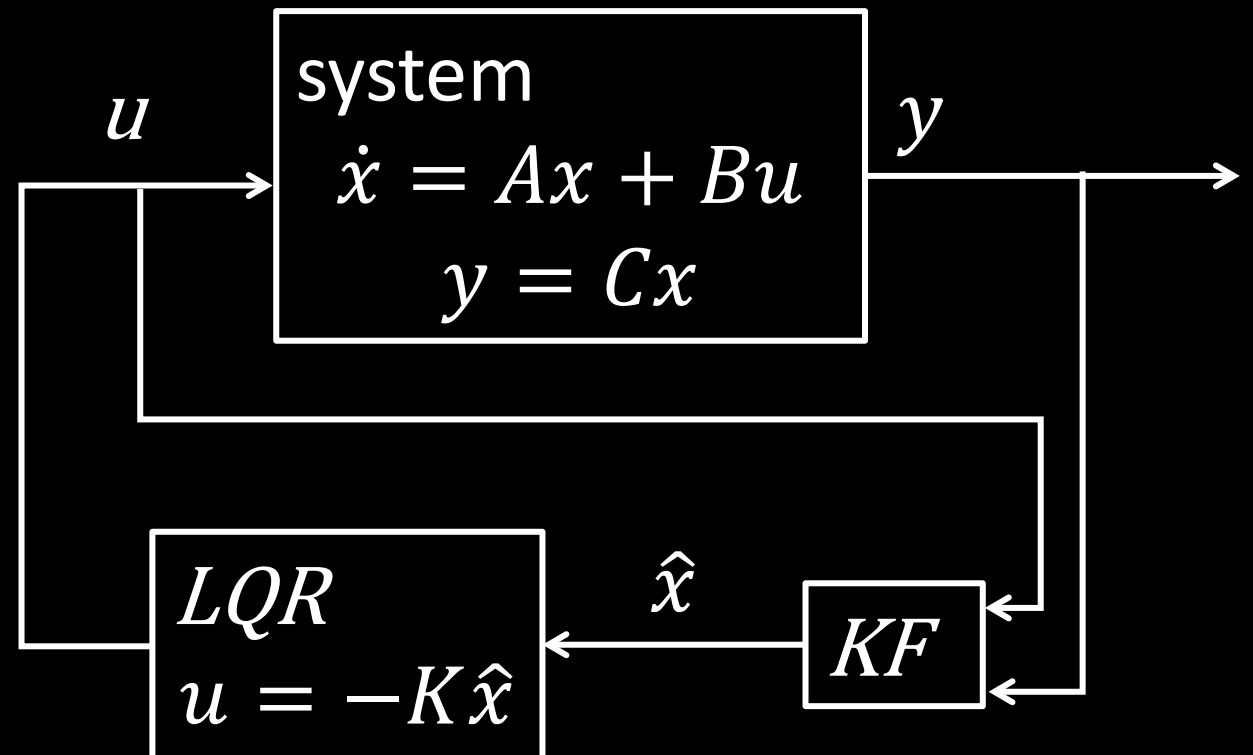 u
system
y
ẋ = Ax + Bu
y = Cx
LQR
x̂
KF
u = −Kx̂